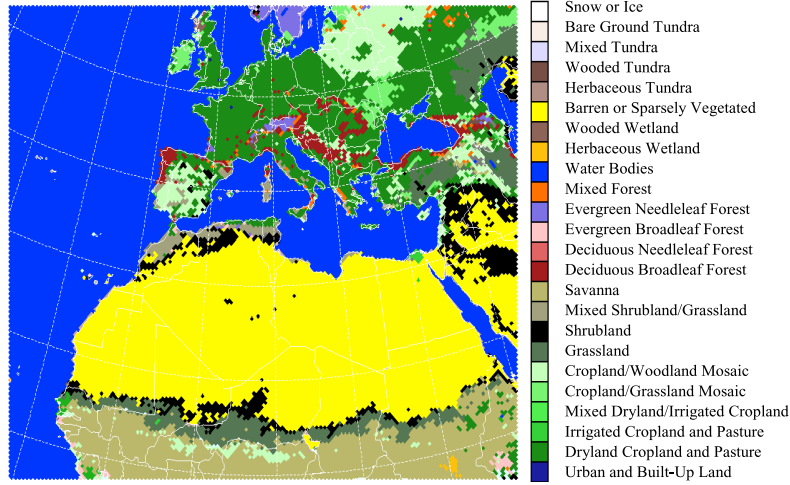 Snow or Ice
Bare Ground Tundra
Mixed Tundra
Wooded Tundra
Herbaceous Tundra
Barren or Sparsely Vegetated
Wooded Wetland
Herbaceous Wetland
Water Bodies
Mixed Forest
Evergreen Needleleaf Forest
Evergreen Broadleaf Forest
Deciduous Needleleaf Forest
Deciduous Broadleaf Forest
Savanna
Mixed Shrubland/Grassland
Shrubland
Grassland
Cropland/Woodland Mosaic
Cropland/Grassland Mosaic
Mixed Dryland/Irrigated Cropland
Irrigated Cropland and Pasture
Dryland Cropland and Pasture
Urban and Built-Up Land